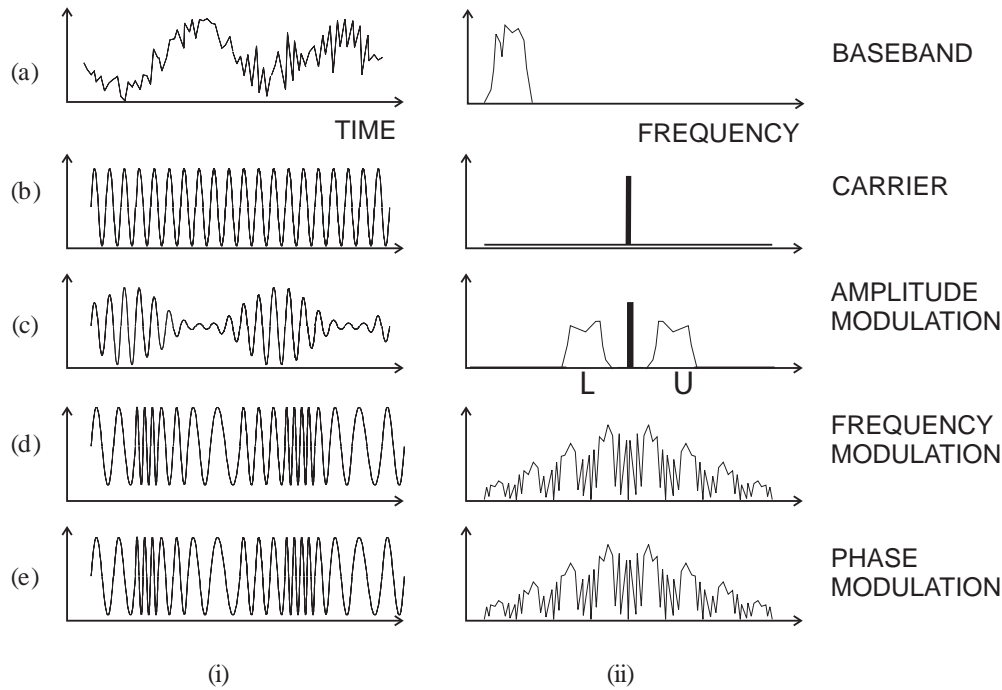 (a)
BASEBAND
TIME
FREQUENCY
(b)
CARRIER
(c)
AMPLITUDE
MODULATION
L
U
(d)
FREQUENCY
MODULATION
(e)
PHASE
MODULATION
(i)
(ii)